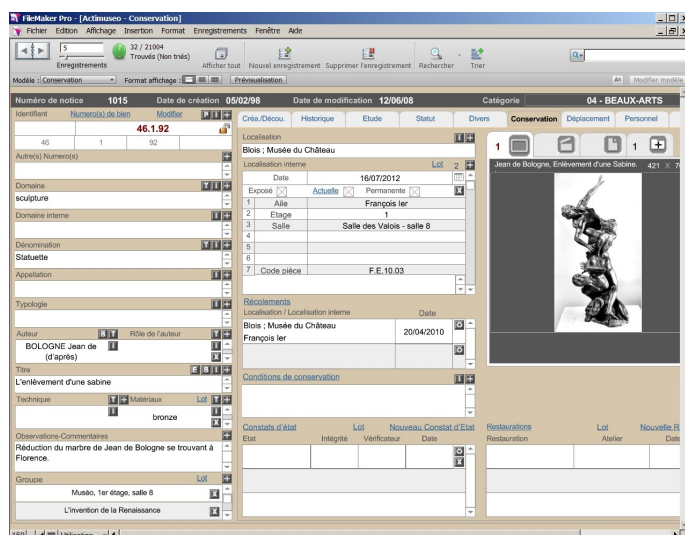 FileMaker Pro - [Actimuseo - Conservation]
Fichier Edition Affichage Insertion Format Enregistrements Fenêtre Aide
5
Enregistrements
32 / 21004
Trouvés (Non triés)
Afficher tout Nouvel enregistrement Supprimer l'enregistrement Rechercher Trier
Modèle : Conservation Format affichage : Prévisualisation Modifier modèle
Numéro de notice 1015 Date de création 05/02/98 Date de modification 12/06/08 Catégorie 04 - BEAUX-ARTS
Identifiant Numero(s) de bien Modifier P I +
46.1.92
46 1 92
Autre(s) Numero(s) +
Domaine T I +
sculpture
Domaine interne I +
Dénomination T I +
Statuette
Appellation I +
Typologie I +
Auteur B T Rôle de l'auteur T +
BOLOGNE Jean de I I
(d'après) X
Titre E B I +
L'enlèvement d'une sabine
Technique T + Matériaux Lot T +
I bronze I
X
Observations-Commentaires +
Réduction du marbre de Jean de Bologne se trouvant à
Florence.
Groupe Lot +
Muséo, 1er étage, salle 8 X
L'invention de la Renaissance X
Créa./Décou. Historique Etude Statut Divers Conservation Déplacement Personnel
Localisation I +
Blois ; Musée du Château
Localisation interne Lot 2 +
Date 16/07/2012
Exposé Actuelle Permanente X
1 Aile François Ier
2 Etage 1
3 Salle Salle des Valois - salle 8
4
5
6
7 Code pièce F.E.10.03
Récolements
Localisation / Localisation interne Date
Blois ; Musée du Château
François Ier
20/04/2010
Conditions de conservation I +
Constats d'état Lot Nouveau Constat d'Etat
Etat Intégrité Vérificateur Date
X
1 1 +
Jean de Bologne, Enlèvement d'une Sabine. 421 X 70
Restaurations Lot Nouvelle R
Restauration Atelier Date
150 Utilisation